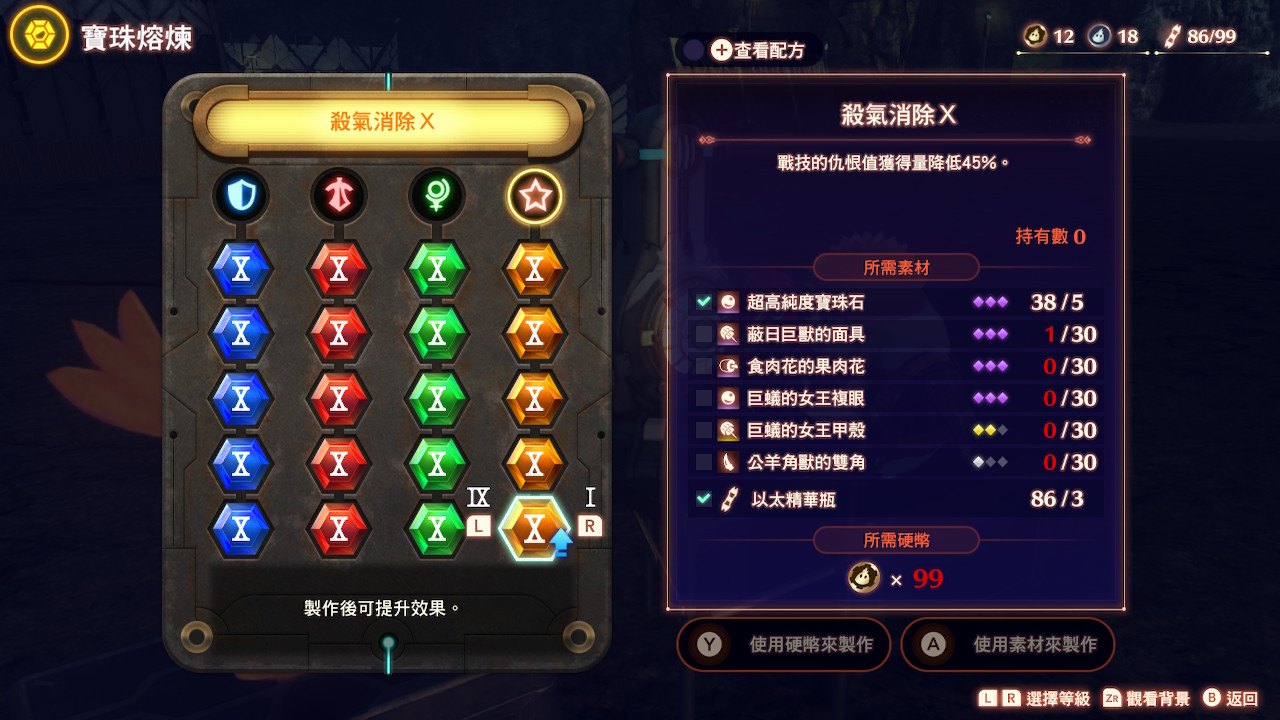 寶珠熔煉
查看配方
12 18 86/99
殺氣消除X
X X X X
X X X X
X X X X
X X X X
IX I
X X X L X R
製作後可提升效果。
殺氣消除X
戰技的仇恨值獲得量降低45%。
持有數 0
所需素材
超高純度寶珠石 38/5
蔽日巨獸的面具 1/30
食肉花的果肉花 0/30
巨蟻的女王複眼 0/30
巨蟻的女王甲殼 0/30
公羊角獸的雙角 0/30
以太精華瓶 86/3
所需硬幣
× 99
Y 使用硬幣來製作 A 使用素材來製作
L R 選擇等級 ZR 觀看背景 B 返回